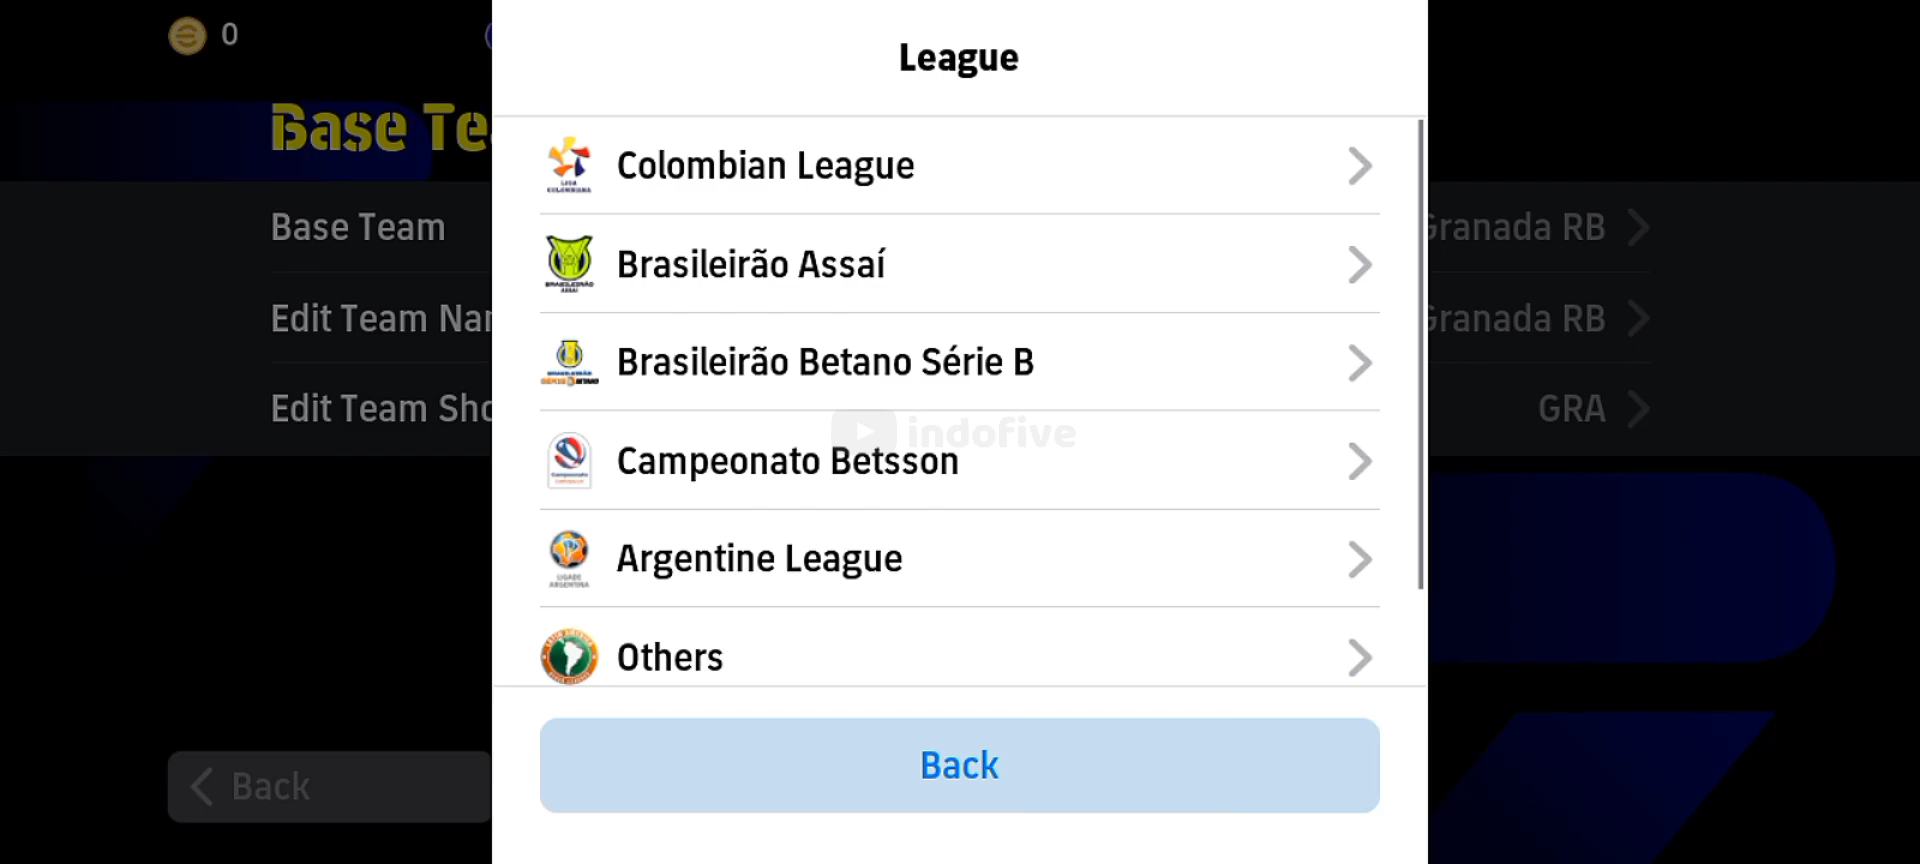 0
League
Base Te
Colombian League
Brasileirão Assaí
Base Team
Granada RB
Brasileirão Betano Série B
Edit Team Nar
Granada RB
indofive
Campeonato Betsson
Edit Team Sho
GRA
Argentine League
Others
Back
Back